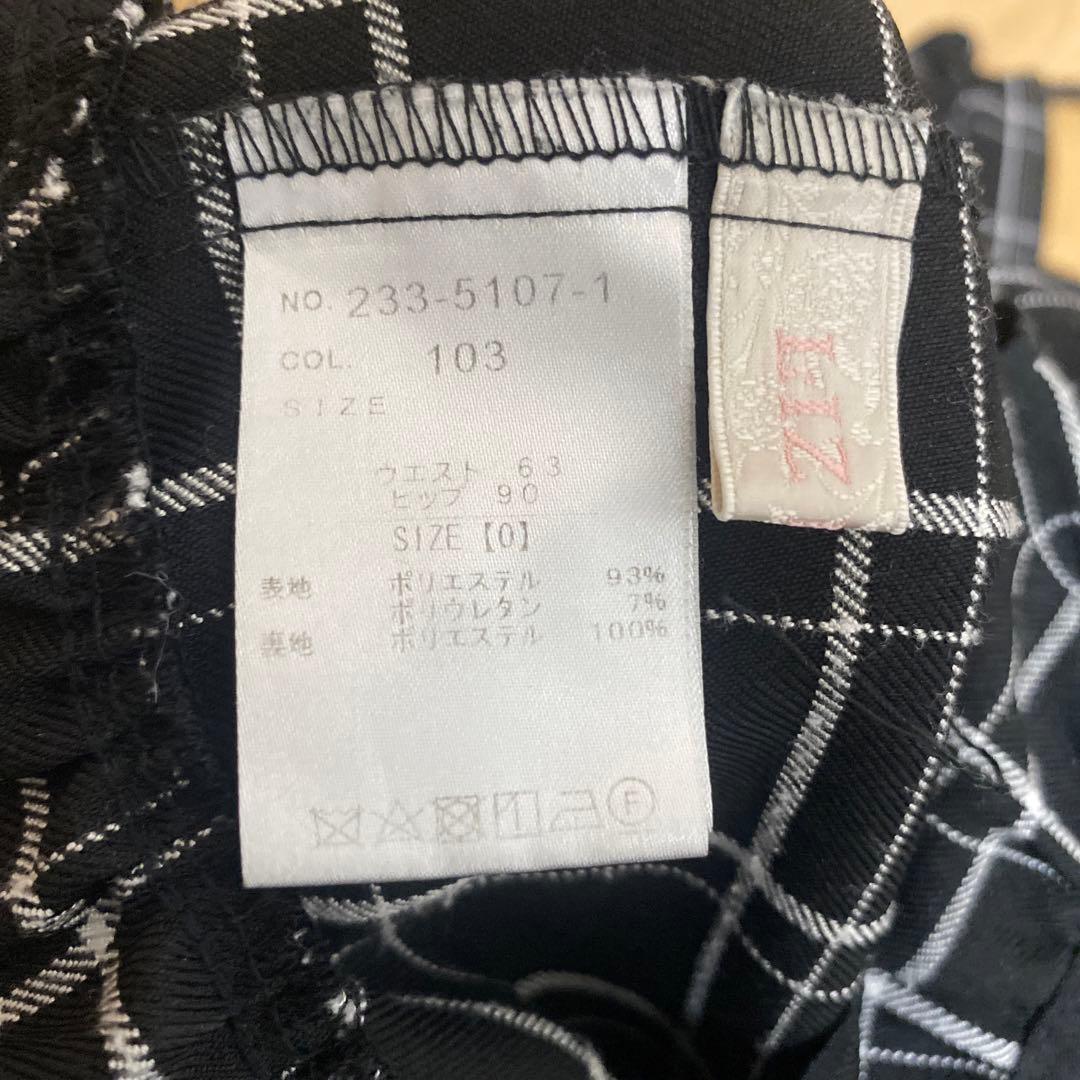 NO. 233-5107-1
COL. 103
SIZE
ウエスト 63
ヒップ 90
SIZE【0】
表地 ポリエステル 93%
ポリウレタン 7%
裏地 ポリエステル 100%
F
LIZ